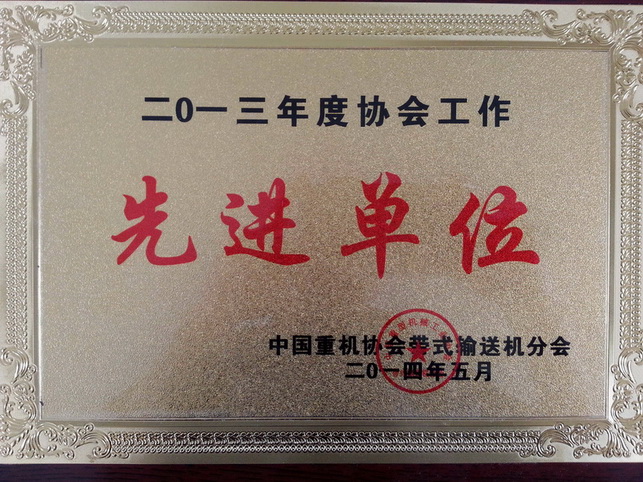 二0一三年度协会工作
先进单位
中国重机协会带式输送机分会
二0一四年五月